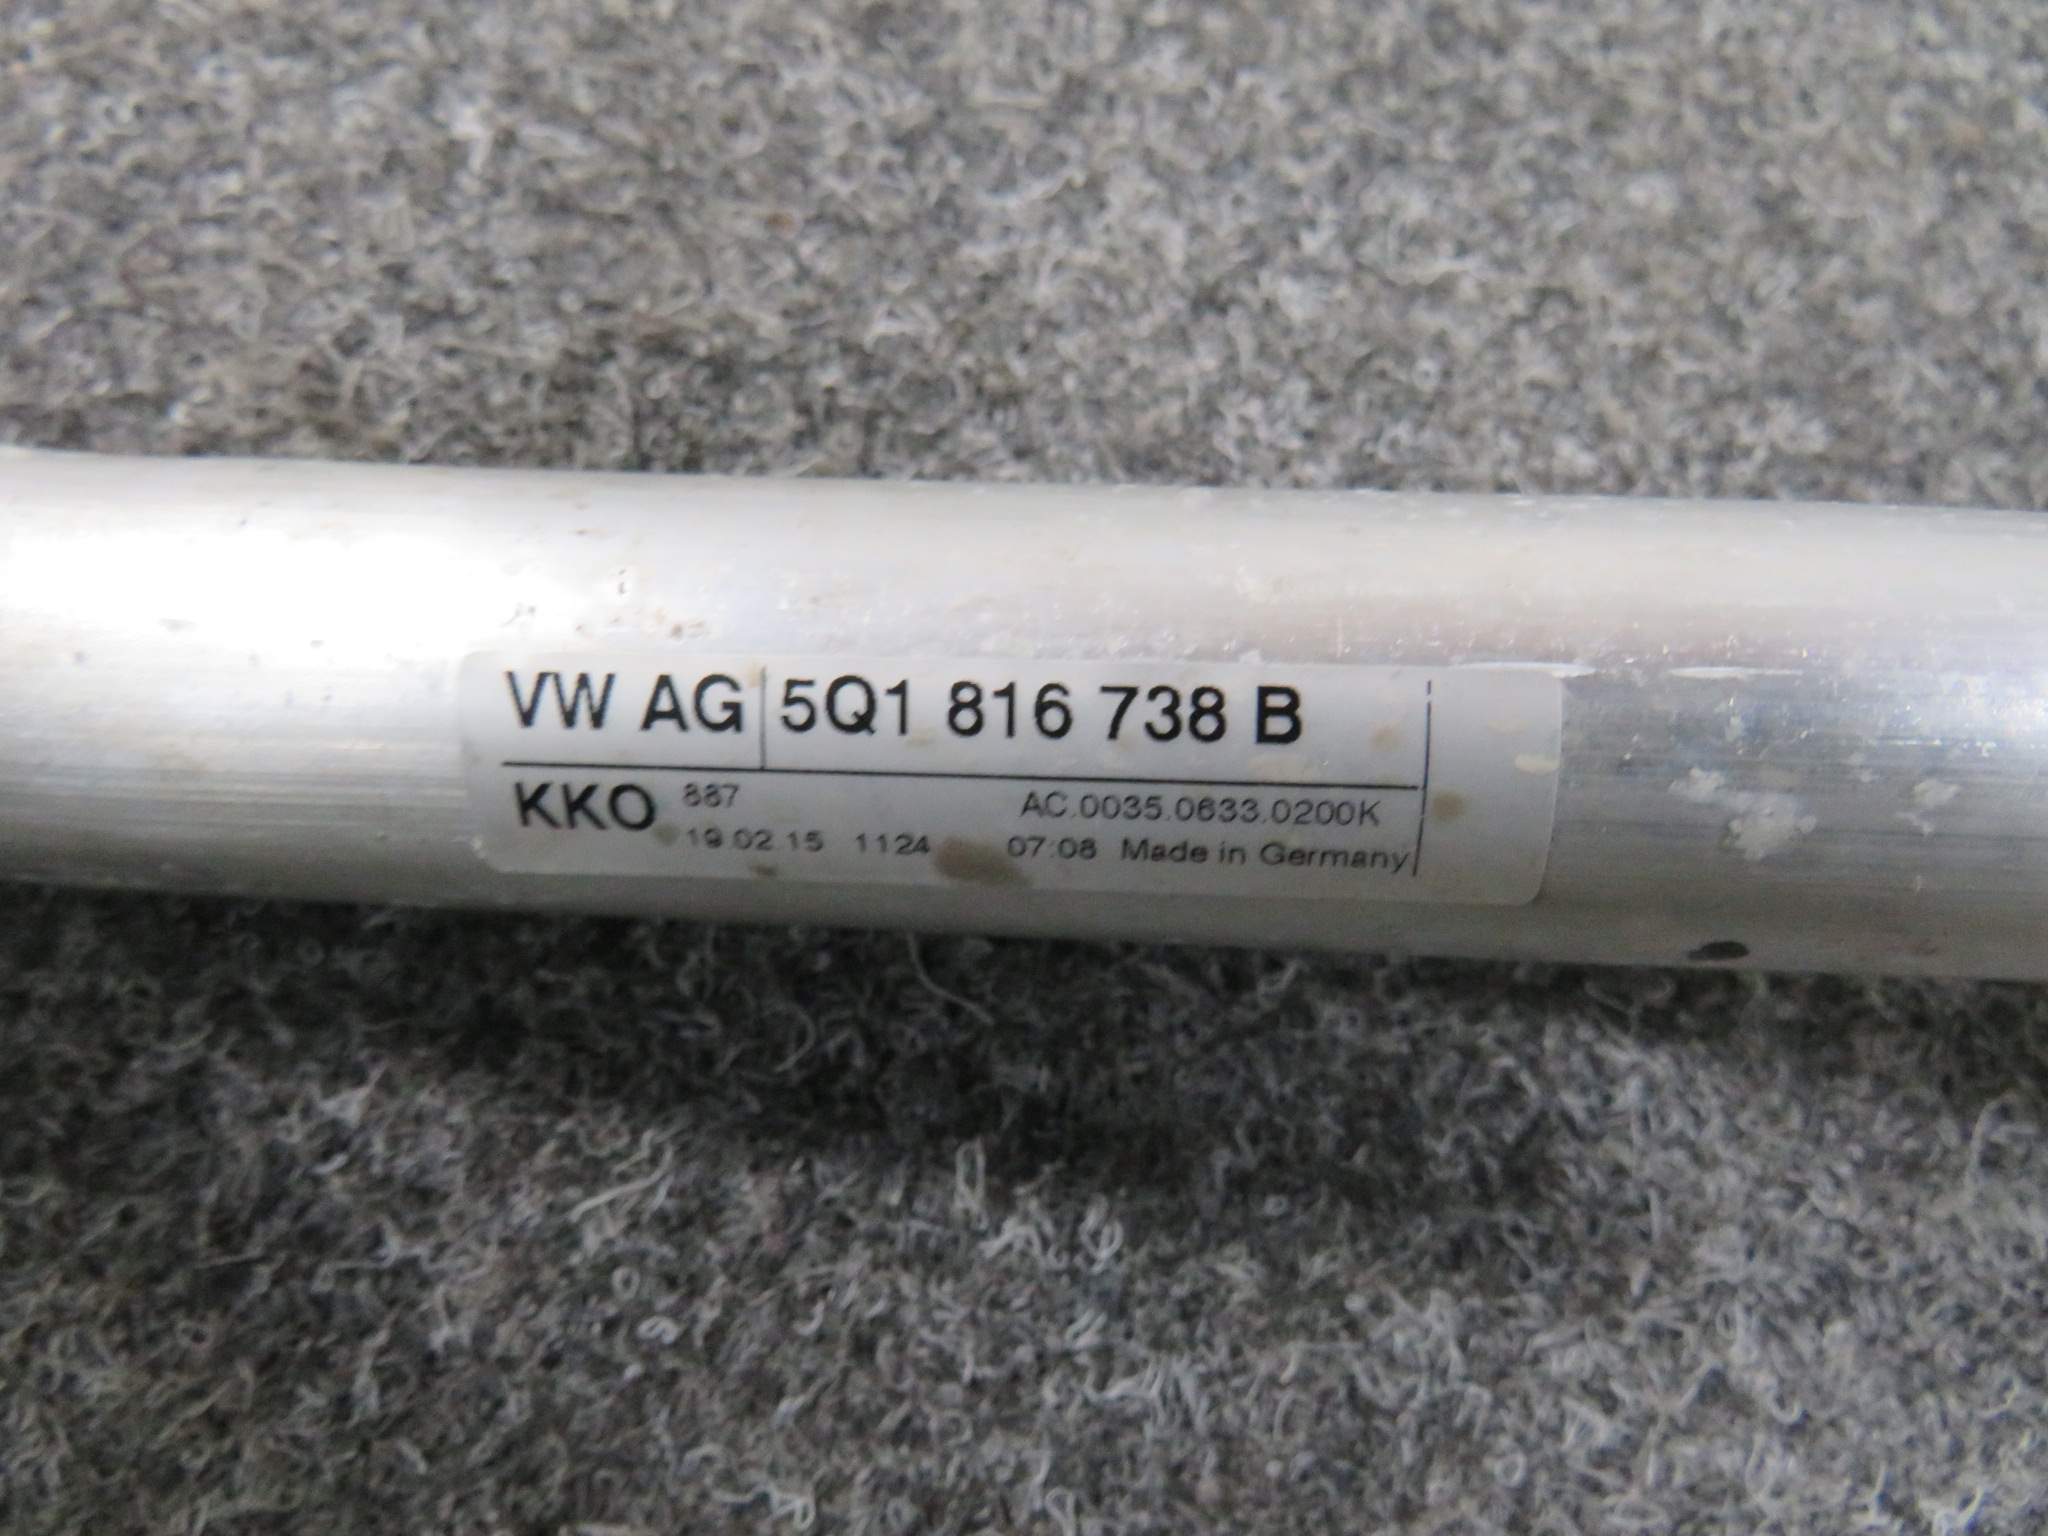 VW AG 5Q1 816 738 B
KKO 887 AC.0035.0633.0200K
19.02.15 1124 07:08 Made in Germany